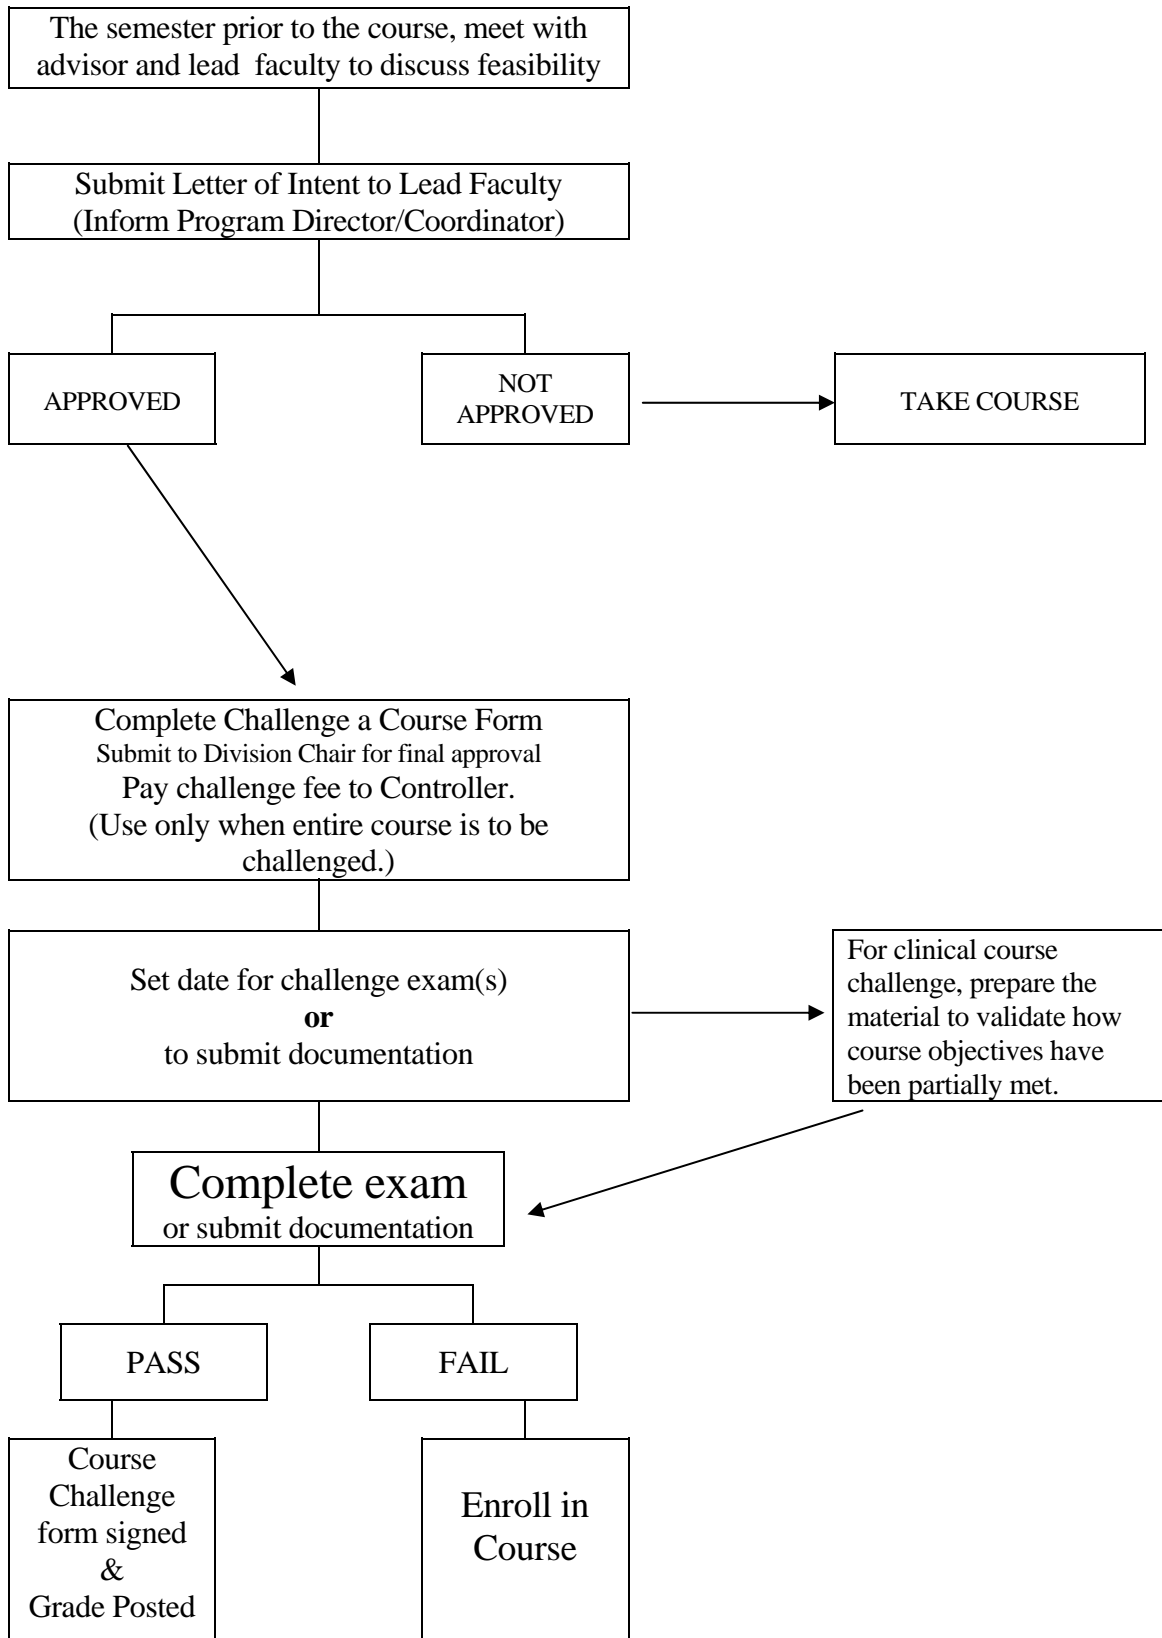 The semester prior to the course, meet with
advisor and lead faculty to discuss feasibility
Submit Letter of Intent to Lead Faculty
(Inform Program Director/Coordinator)
APPROVED
NOT
APPROVED
TAKE COURSE
Complete Challenge a Course Form
Submit to Division Chair for final approval
Pay challenge fee to Controller.
(Use only when entire course is to be
challenged.)
Set date for challenge exam(s)
or
to submit documentation
For clinical course
challenge, prepare the
material to validate how
course objectives have
been partially met.
Complete exam
or submit documentation
PASS
FAIL
Course
Challenge
form signed
&
Grade Posted
Enroll in
Course